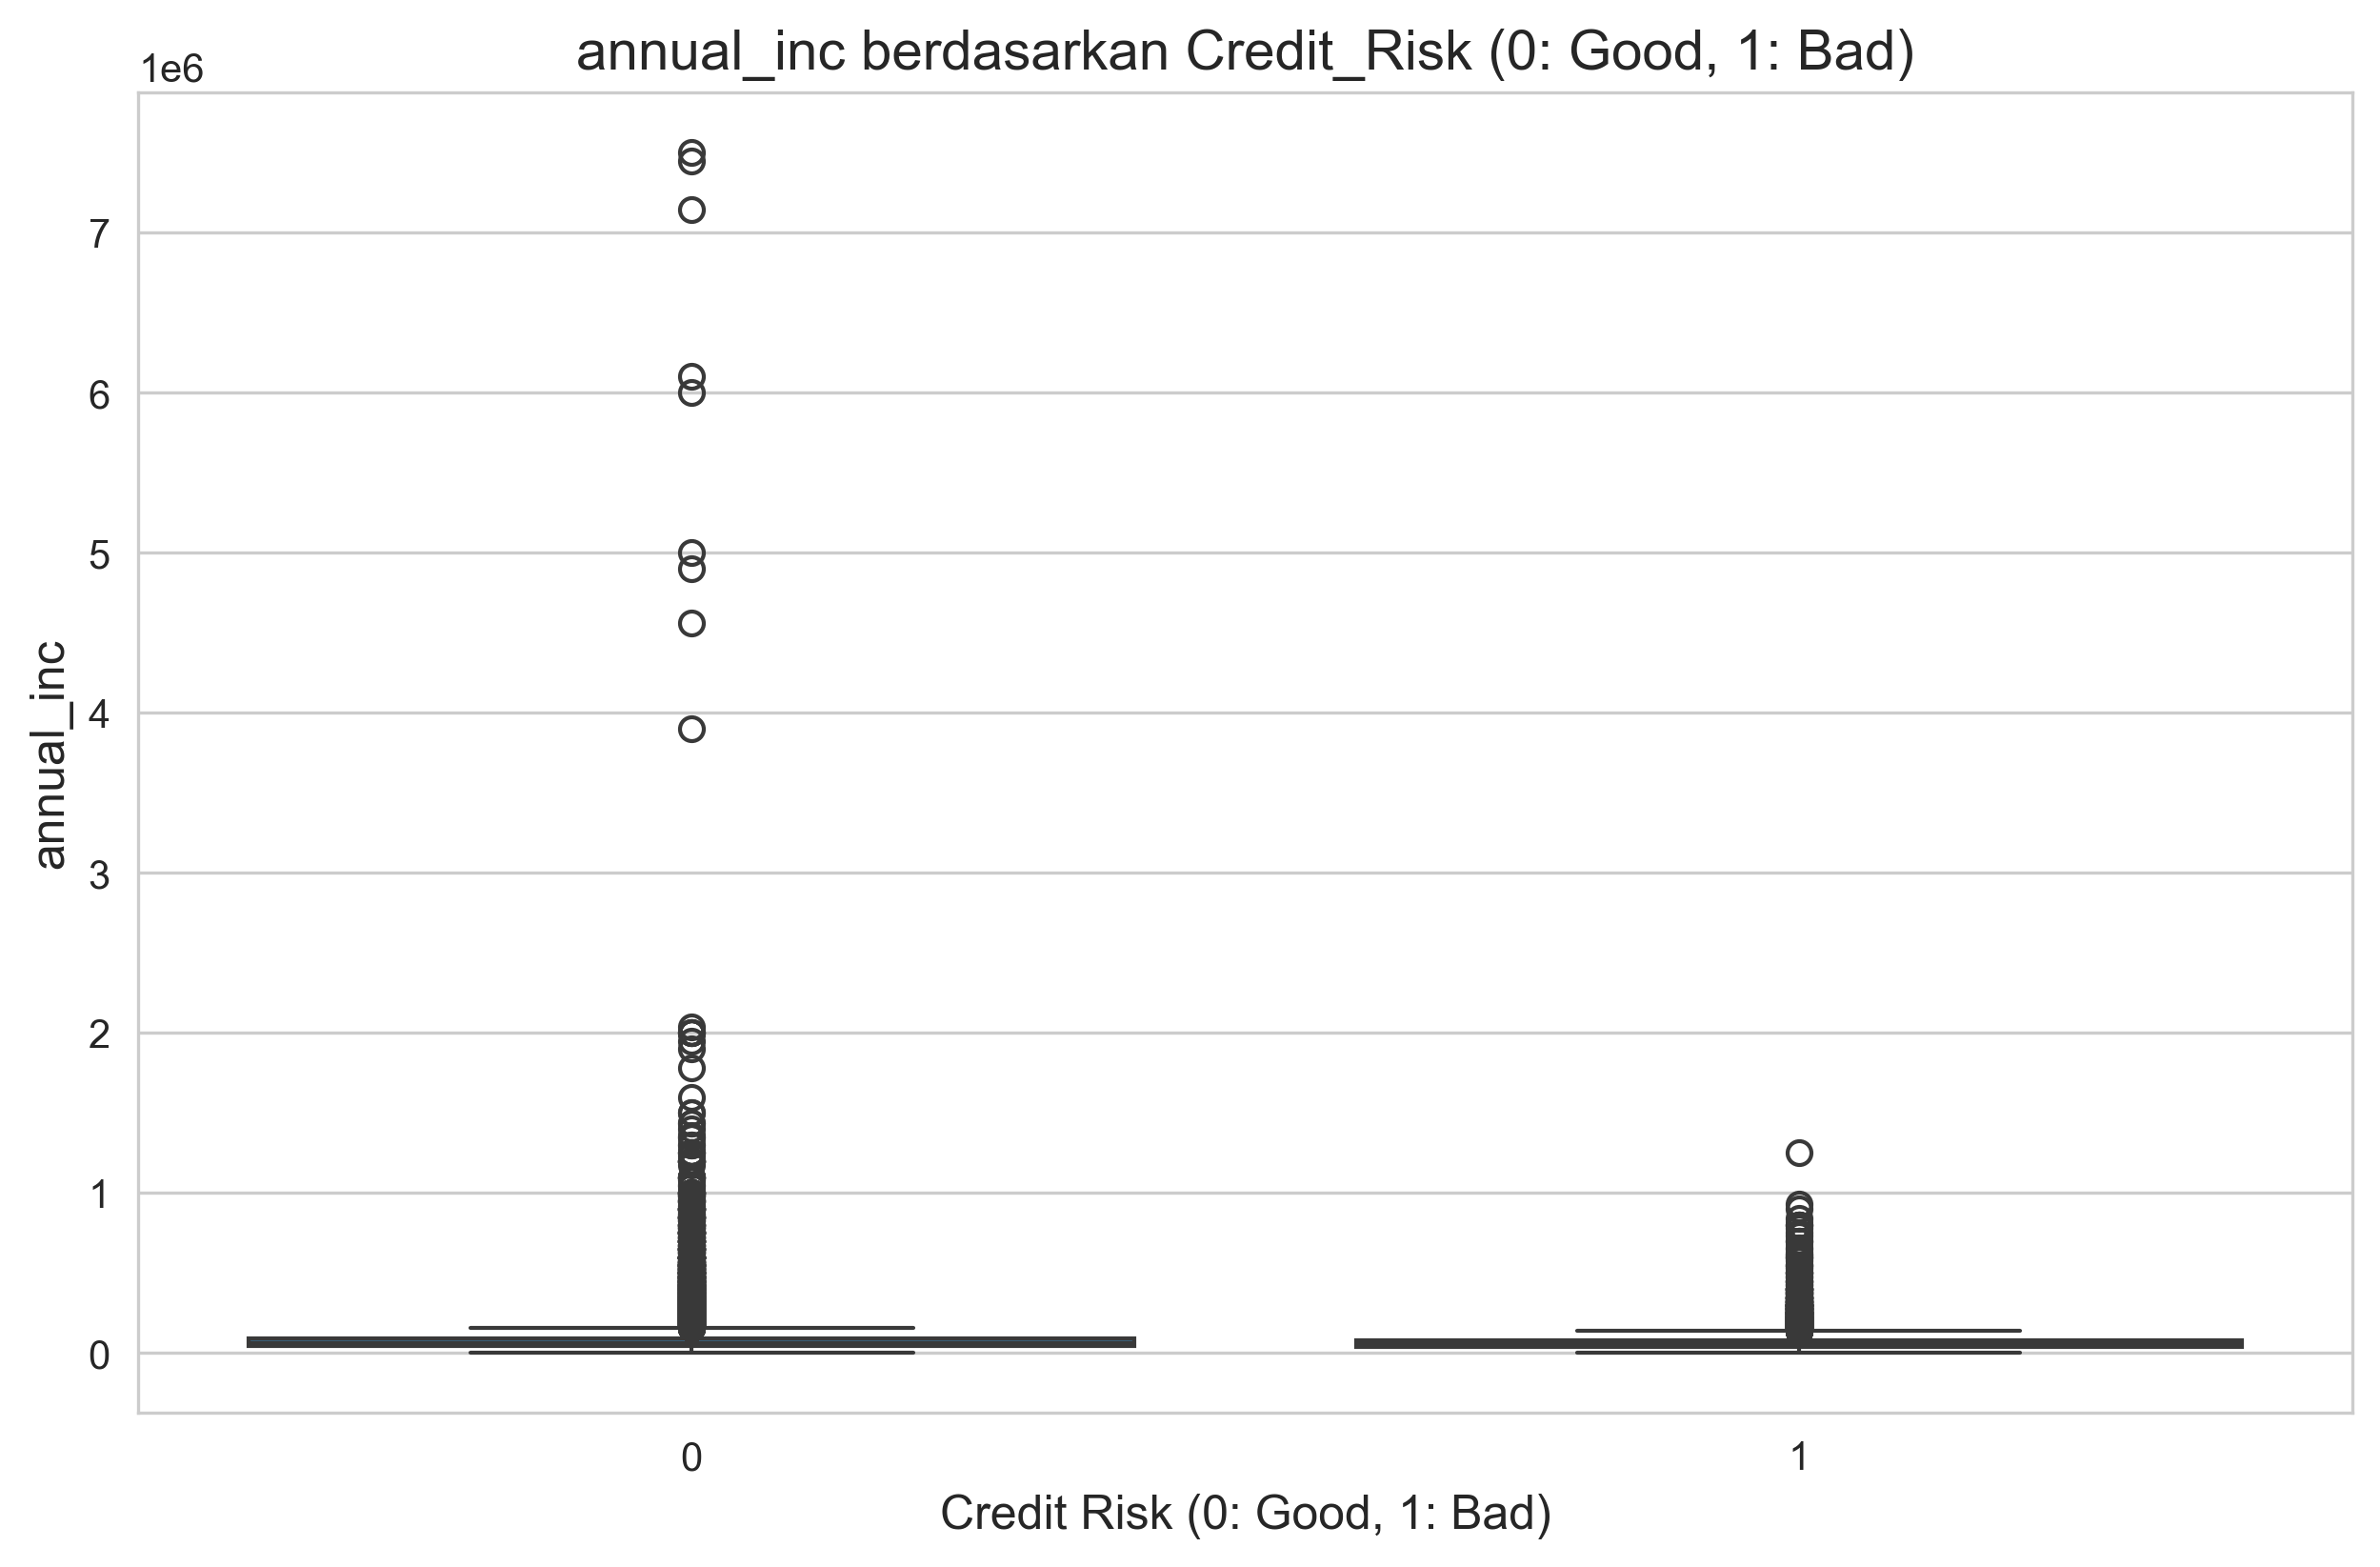 annual_inc berdasarkan Credit_Risk (0: Good, 1: Bad)
1e6
7
6
5
4
3
2
1
0
annual_inc
0 1
Credit Risk (0: Good, 1: Bad)